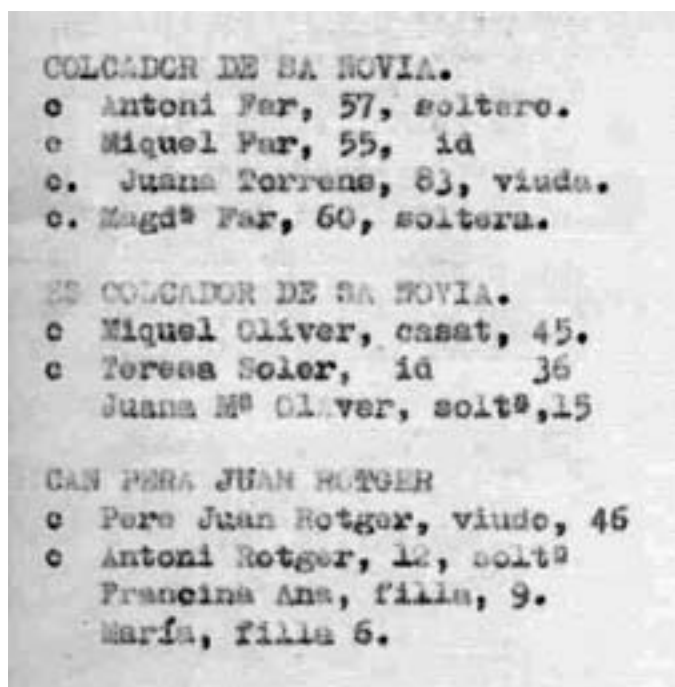 COLCADOR DE SA NOVIA.
c Antoni Far, 57, soltero.
c Miquel Far, 55, id
c. Juana Torrens, 83, viuda.
c. Magdª Far, 60, soltera.
ES COLCADOR DE SA NOVIA.
c Miquel Oliver, casat, 45.
c Teresa Soler, id 36
Juana Mª Oliver, soltª,15
CAN PERA JUAN ROTGER
c Pere Juan Rotger, viudo, 46
c Antoni Rotger, 12, soltº
Francina Ana, filla, 9.
María, filla 6.